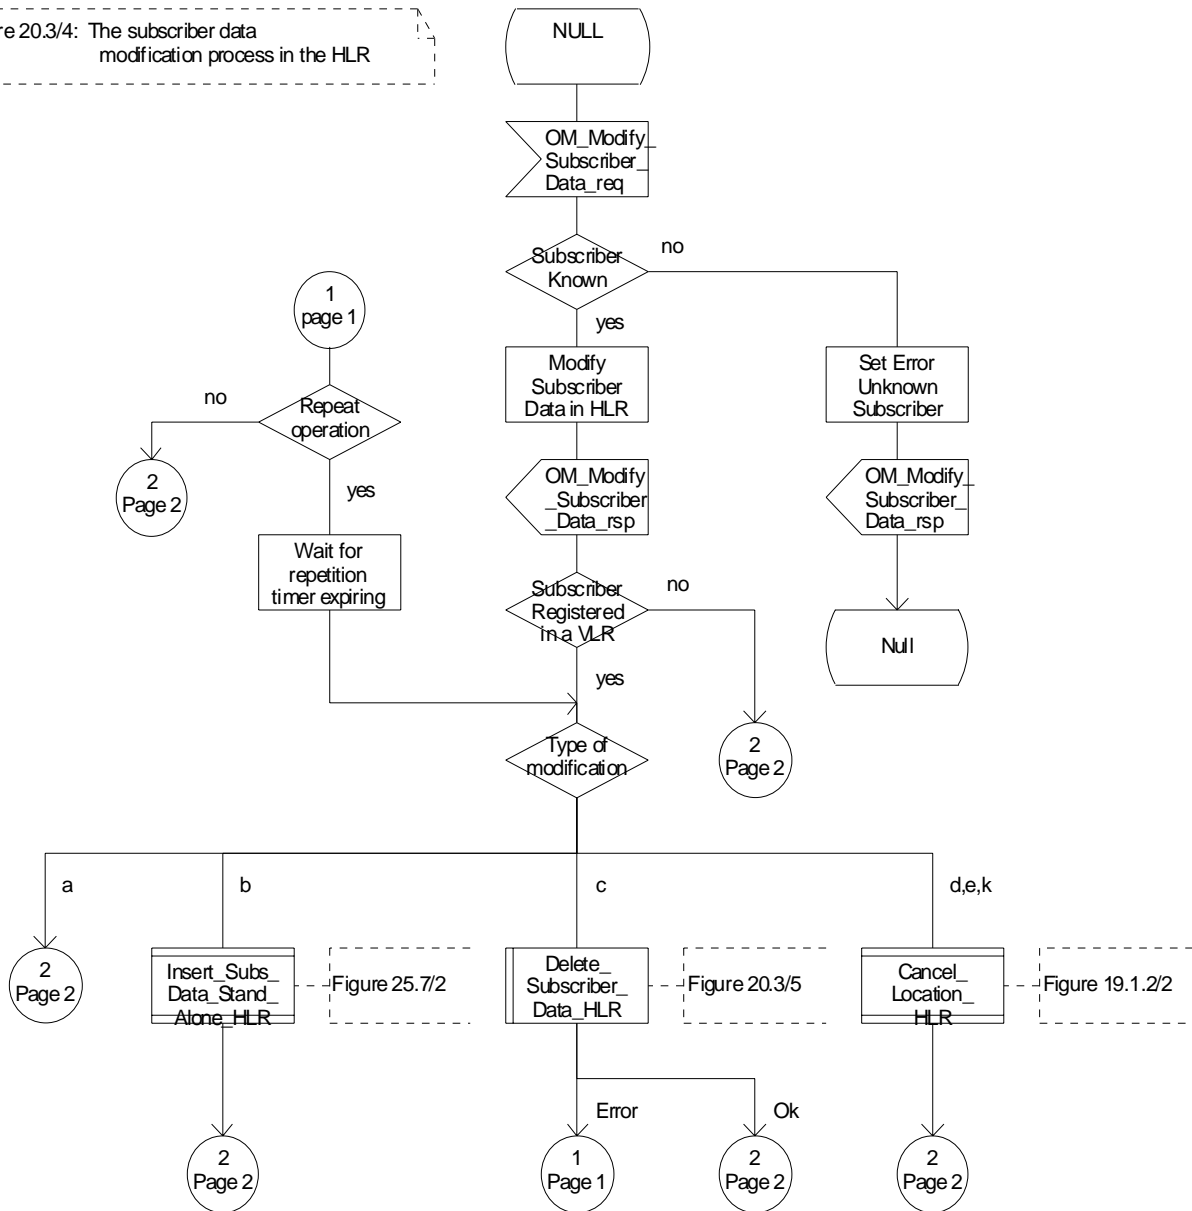 re 20.3/4: The subscriber data
modification process in the HLR
NULL
OM_Modify_
Subscriber_
Data_req
Subscriber
Known
no
yes
1
page 1
Modify
Subscriber
Data in HLR
Set Error
Unknown
Subscriber
no
Repeat
operation
yes
2
Page 2
OM_Modify
_Subscriber
_Data_rsp
OM_Modify_
Subscriber_
Data_rsp
Wait for
repetition
timer expiring
Subscriber
Registered
in a VLR
no
yes
Null
Type of
modification
2
Page 2
a
b
c
d,e,k
2
Page 2
Insert_Subs_
Data_Stand_
Alone_HLR
Figure 25.7/2
Delete_
Subscriber_
Data_HLR
Figure 20.3/5
Cancel_
Location_
HLR
Figure 19.1.2/2
Error
Ok
2
Page 2
1
Page 1
2
Page 2
2
Page 2